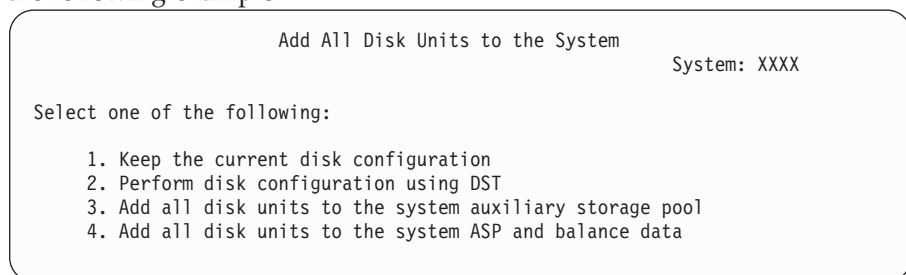 Add All Disk Units to the System
System: XXXX
Select one of the following:
1. Keep the current disk configuration
2. Perform disk configuration using DST
3. Add all disk units to the system auxiliary storage pool
4. Add all disk units to the system ASP and balance data